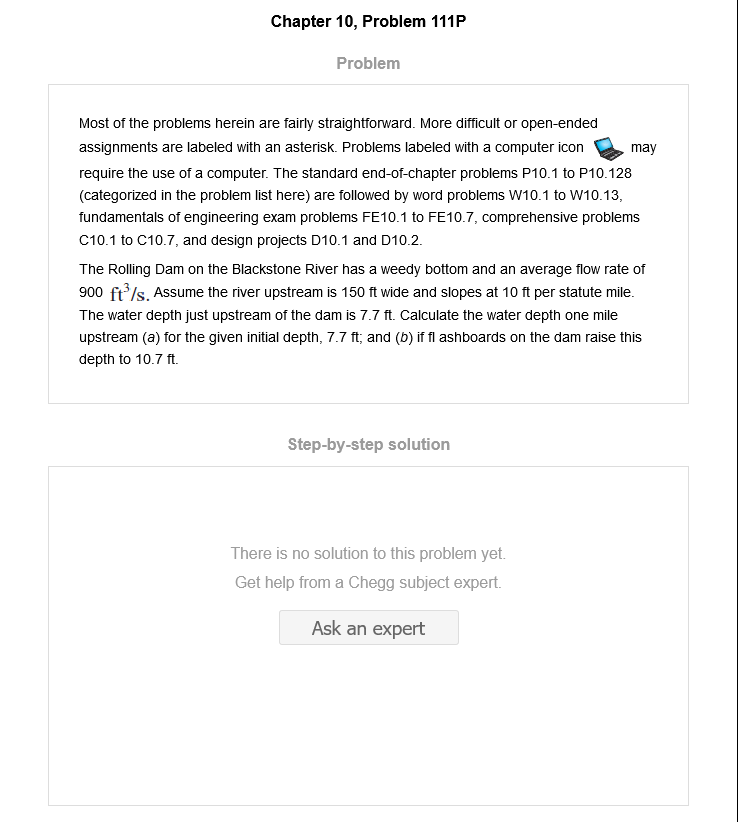 Chapter 10, Problem 111P
Problem
Most of the problems herein are fairly straightforward. More difficult or open-ended
assignments are labeled with an asterisk. Problems labeled with a computer icon may
require the use of a computer. The standard end-of-chapter problems P10.1 to P10.128
(categorized in the problem list here) are followed by word problems W10.1 to W10.13,
fundamentals of engineering exam problems FE10.1 to FE10.7, comprehensive problems
C10.1 to C10.7, and design projects D10.1 and D10.2.
The Rolling Dam on the Blackstone River has a weedy bottom and an average flow rate of
900 ft³/s. Assume the river upstream is 150 ft wide and slopes at 10 ft per statute mile.
The water depth just upstream of the dam is 7.7 ft. Calculate the water depth one mile
upstream (a) for the given initial depth, 7.7 ft; and (b) if fl ashboards on the dam raise this
depth to 10.7 ft.
Step-by-step solution
There is no solution to this problem yet.
Get help from a Chegg subject expert.
Ask an expert